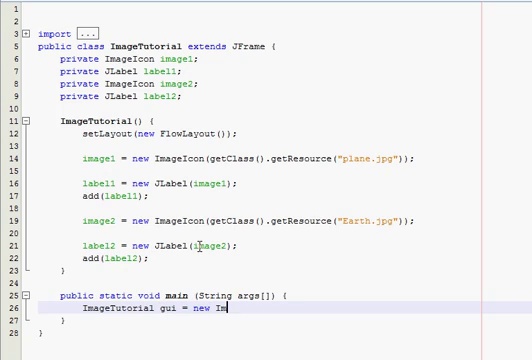 1
2
3 import ...
5 public class ImageTutorial extends JFrame {
6 private ImageIcon image1;
7 private JLabel label1;
8 private ImageIcon image2;
9 private JLabel label2;
10
11 ImageTutorial() {
12 setLayout(new FlowLayout());
13
14 image1 = new ImageIcon(getClass().getResource("plane.jpg"));
15
16 label1 = new JLabel(image1);
17 add(label1);
18
19 image2 = new ImageIcon(getClass().getResource("Earth.jpg"));
20
21 label2 = new JLabel(image2);
22 add(label2);
23 }
24
25 public static void main (String args[]) {
26 ImageTutorial gui = new Im
27 }
28 }